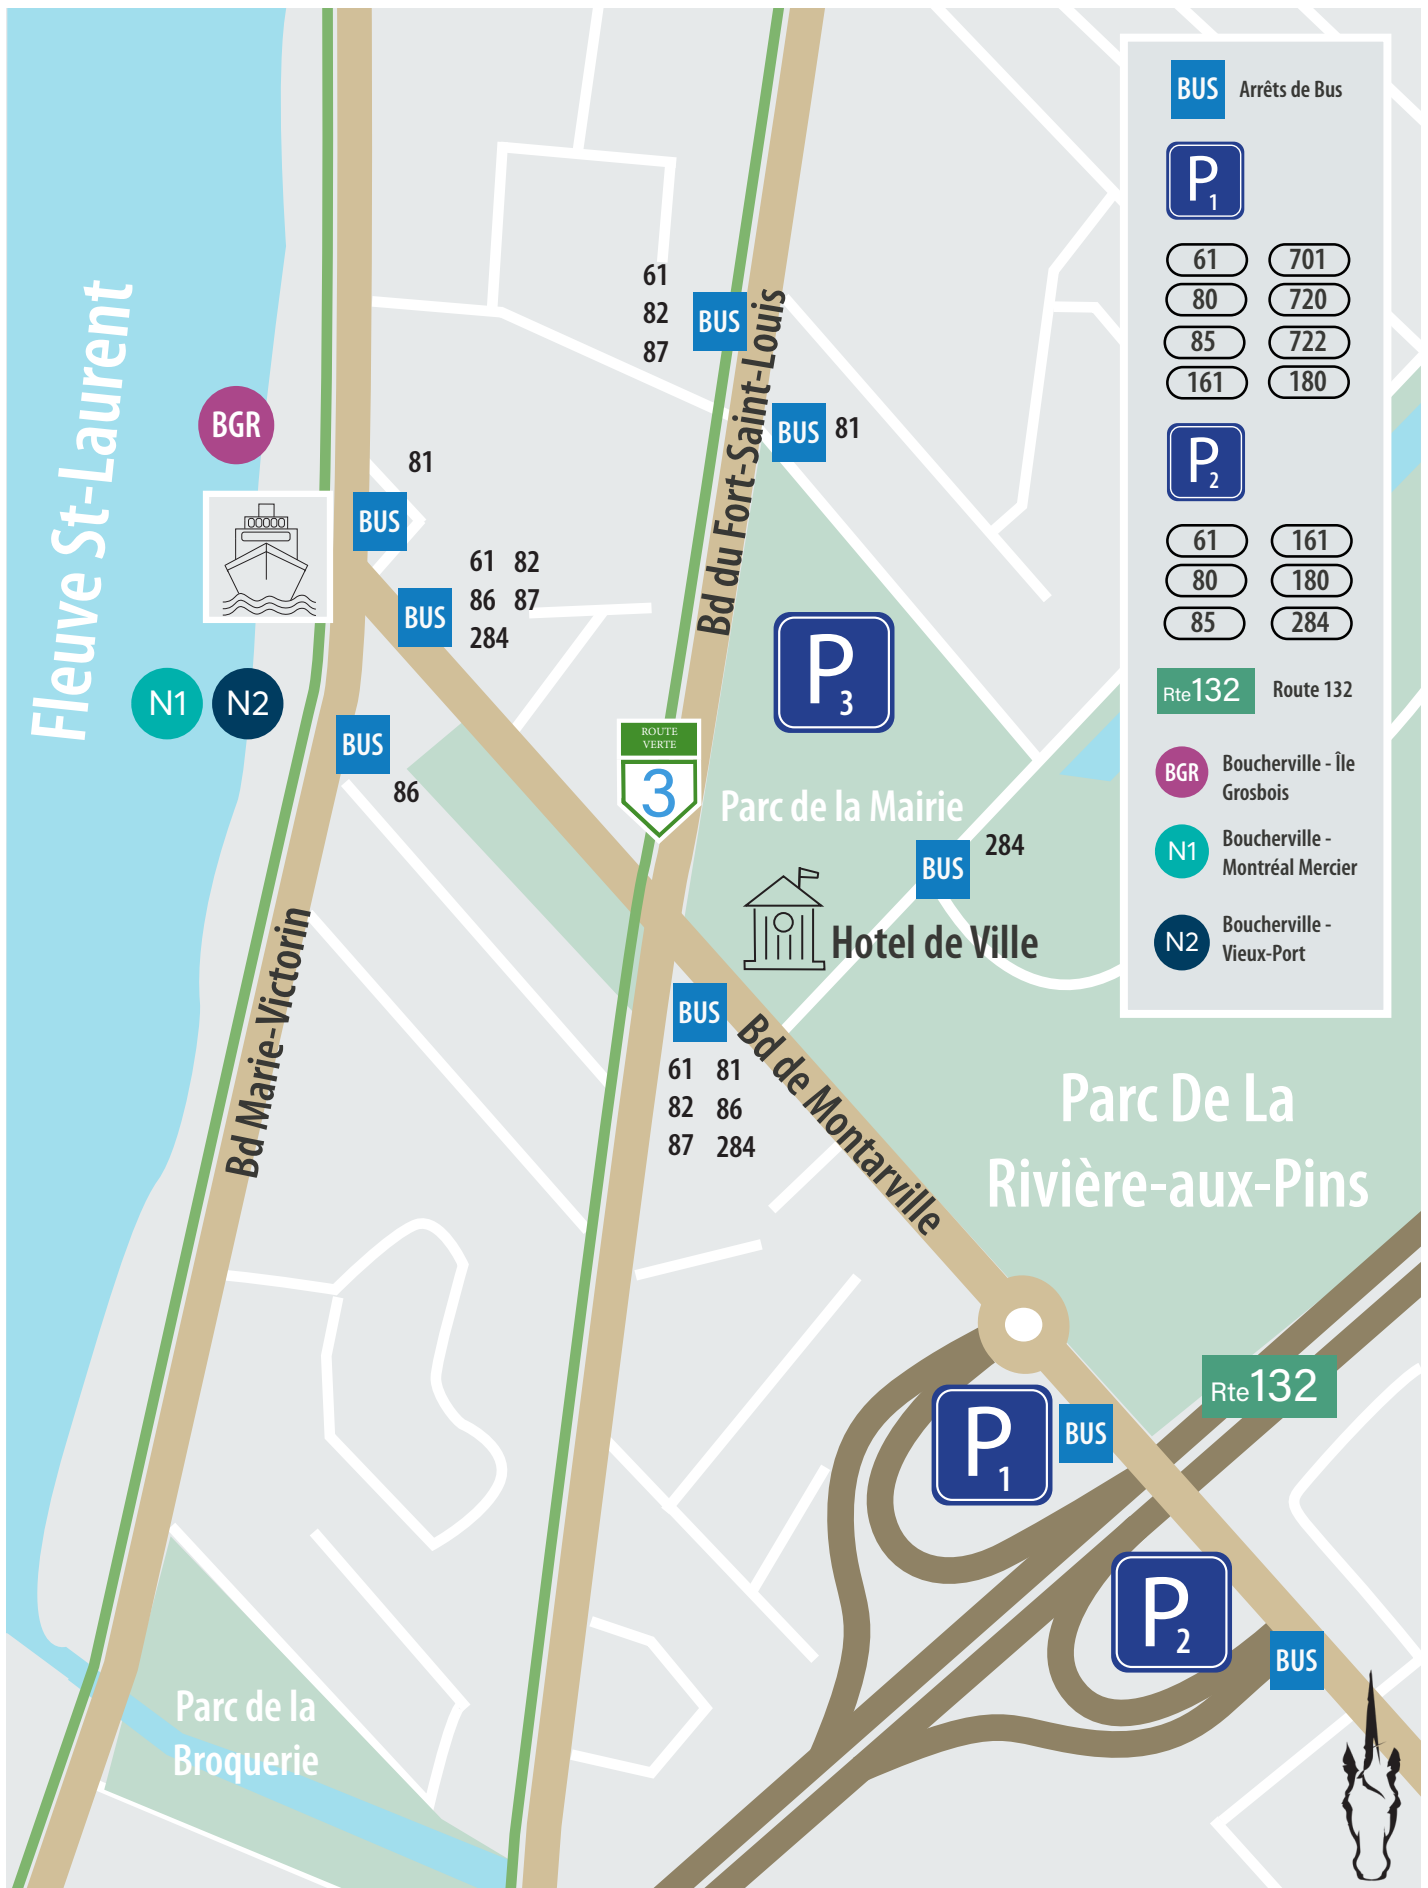 Fleuve St-Laurent
BGR
81
BUS
61 82
BUS
86 87
284
N1
N2
BUS
86
Bd Marie-Victorin
61
82
87
BUS
Bd du Fort-Saint-Louis
BUS
81
P
3
ROUTE
VERTE
3
Parc de la Mairie
BUS
284
Hotel de Ville
BUS
61 81
82 86
87 284
Bd de Montarville
Parc De La
Rivière-aux-Pins
P
1
BUS
Rte132
P
2
BUS
Parc de la
Broquerie
BUS
Arrêts de Bus
P
1
61 701
80 720
85 722
161 180
P
2
61 161
80 180
85 284
Rte132
Route 132
BGR
Boucherville - Île
Grosbois
N1
Boucherville -
Montréal Mercier
N2
Boucherville -
Vieux-Port